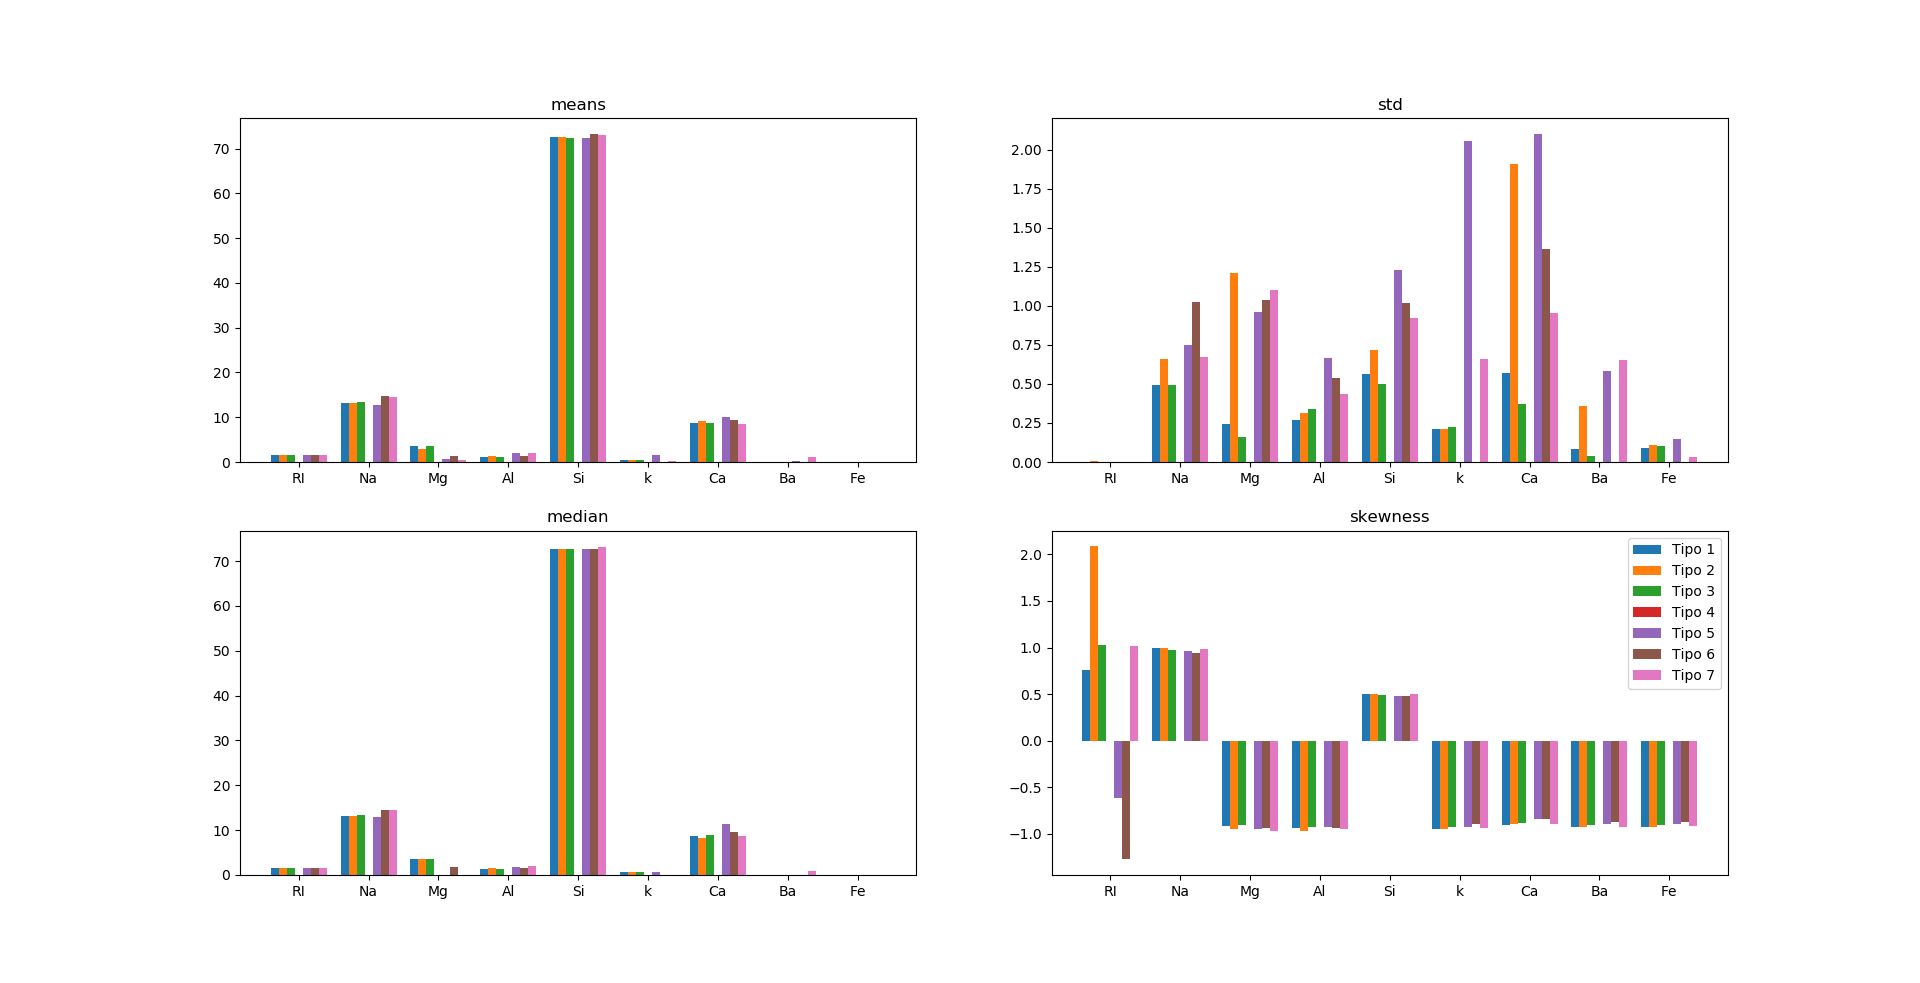 means
70
60
50
40
30
20
10
0
RI Na Mg Al Si k Ca Ba Fe
std
2.00
1.75
1.50
1.25
1.00
0.75
0.50
0.25
0.00
RI Na Mg Al Si k Ca Ba Fe
median
70
60
50
40
30
20
10
0
RI Na Mg Al Si k Ca Ba Fe
skewness
2.0
1.5
1.0
0.5
0.0
−0.5
−1.0
RI Na Mg Al Si k Ca Ba Fe
Tipo 1
Tipo 2
Tipo 3
Tipo 4
Tipo 5
Tipo 6
Tipo 7